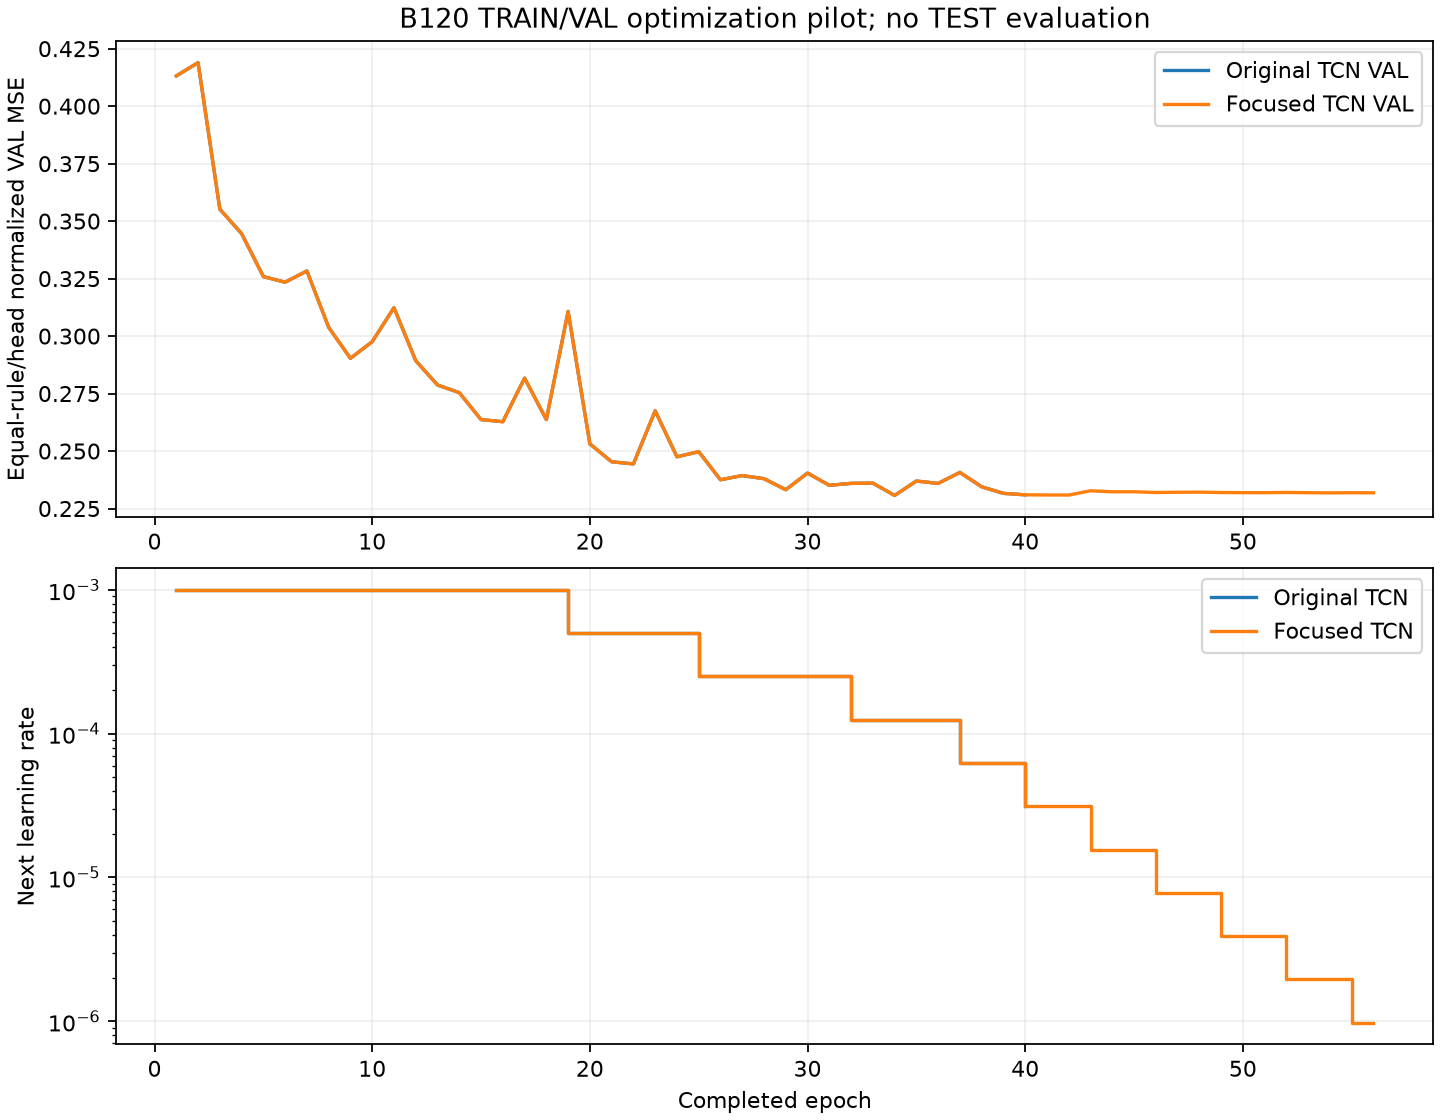 B120 TRAIN/VAL optimization pilot; no TEST evaluation
Equal-rule/head normalized VAL MSE
0.425
0.400
0.375
0.350
0.325
0.300
0.275
0.250
0.225
Original TCN VAL
Focused TCN VAL
0 10 20 30 40 50
Next learning rate
10⁻³
10⁻⁴
10⁻⁵
10⁻⁶
Original TCN
Focused TCN
0 10 20 30 40 50
Completed epoch